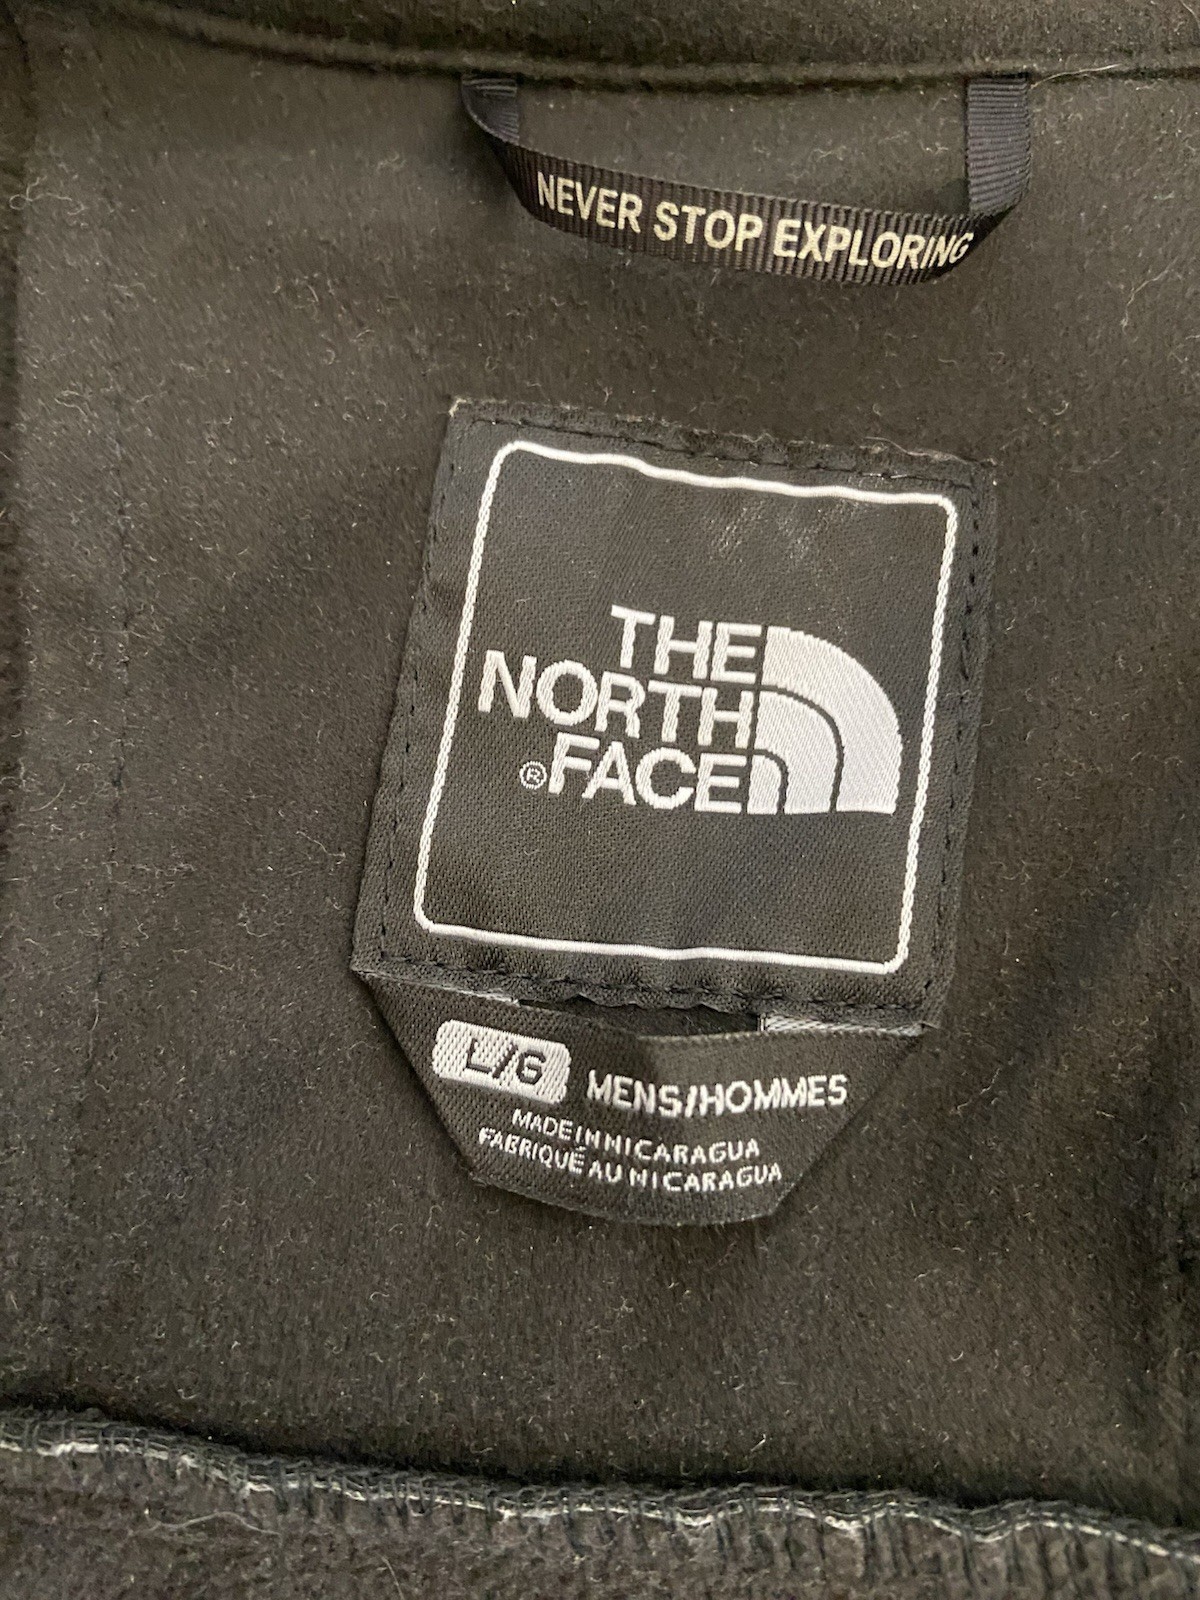 NEVER STOP EXPLORING
THE
NORTH
®FACE
L/G MENS/HOMMES
MADE IN NICARAGUA
FABRIQUÉ AU NICARAGUA